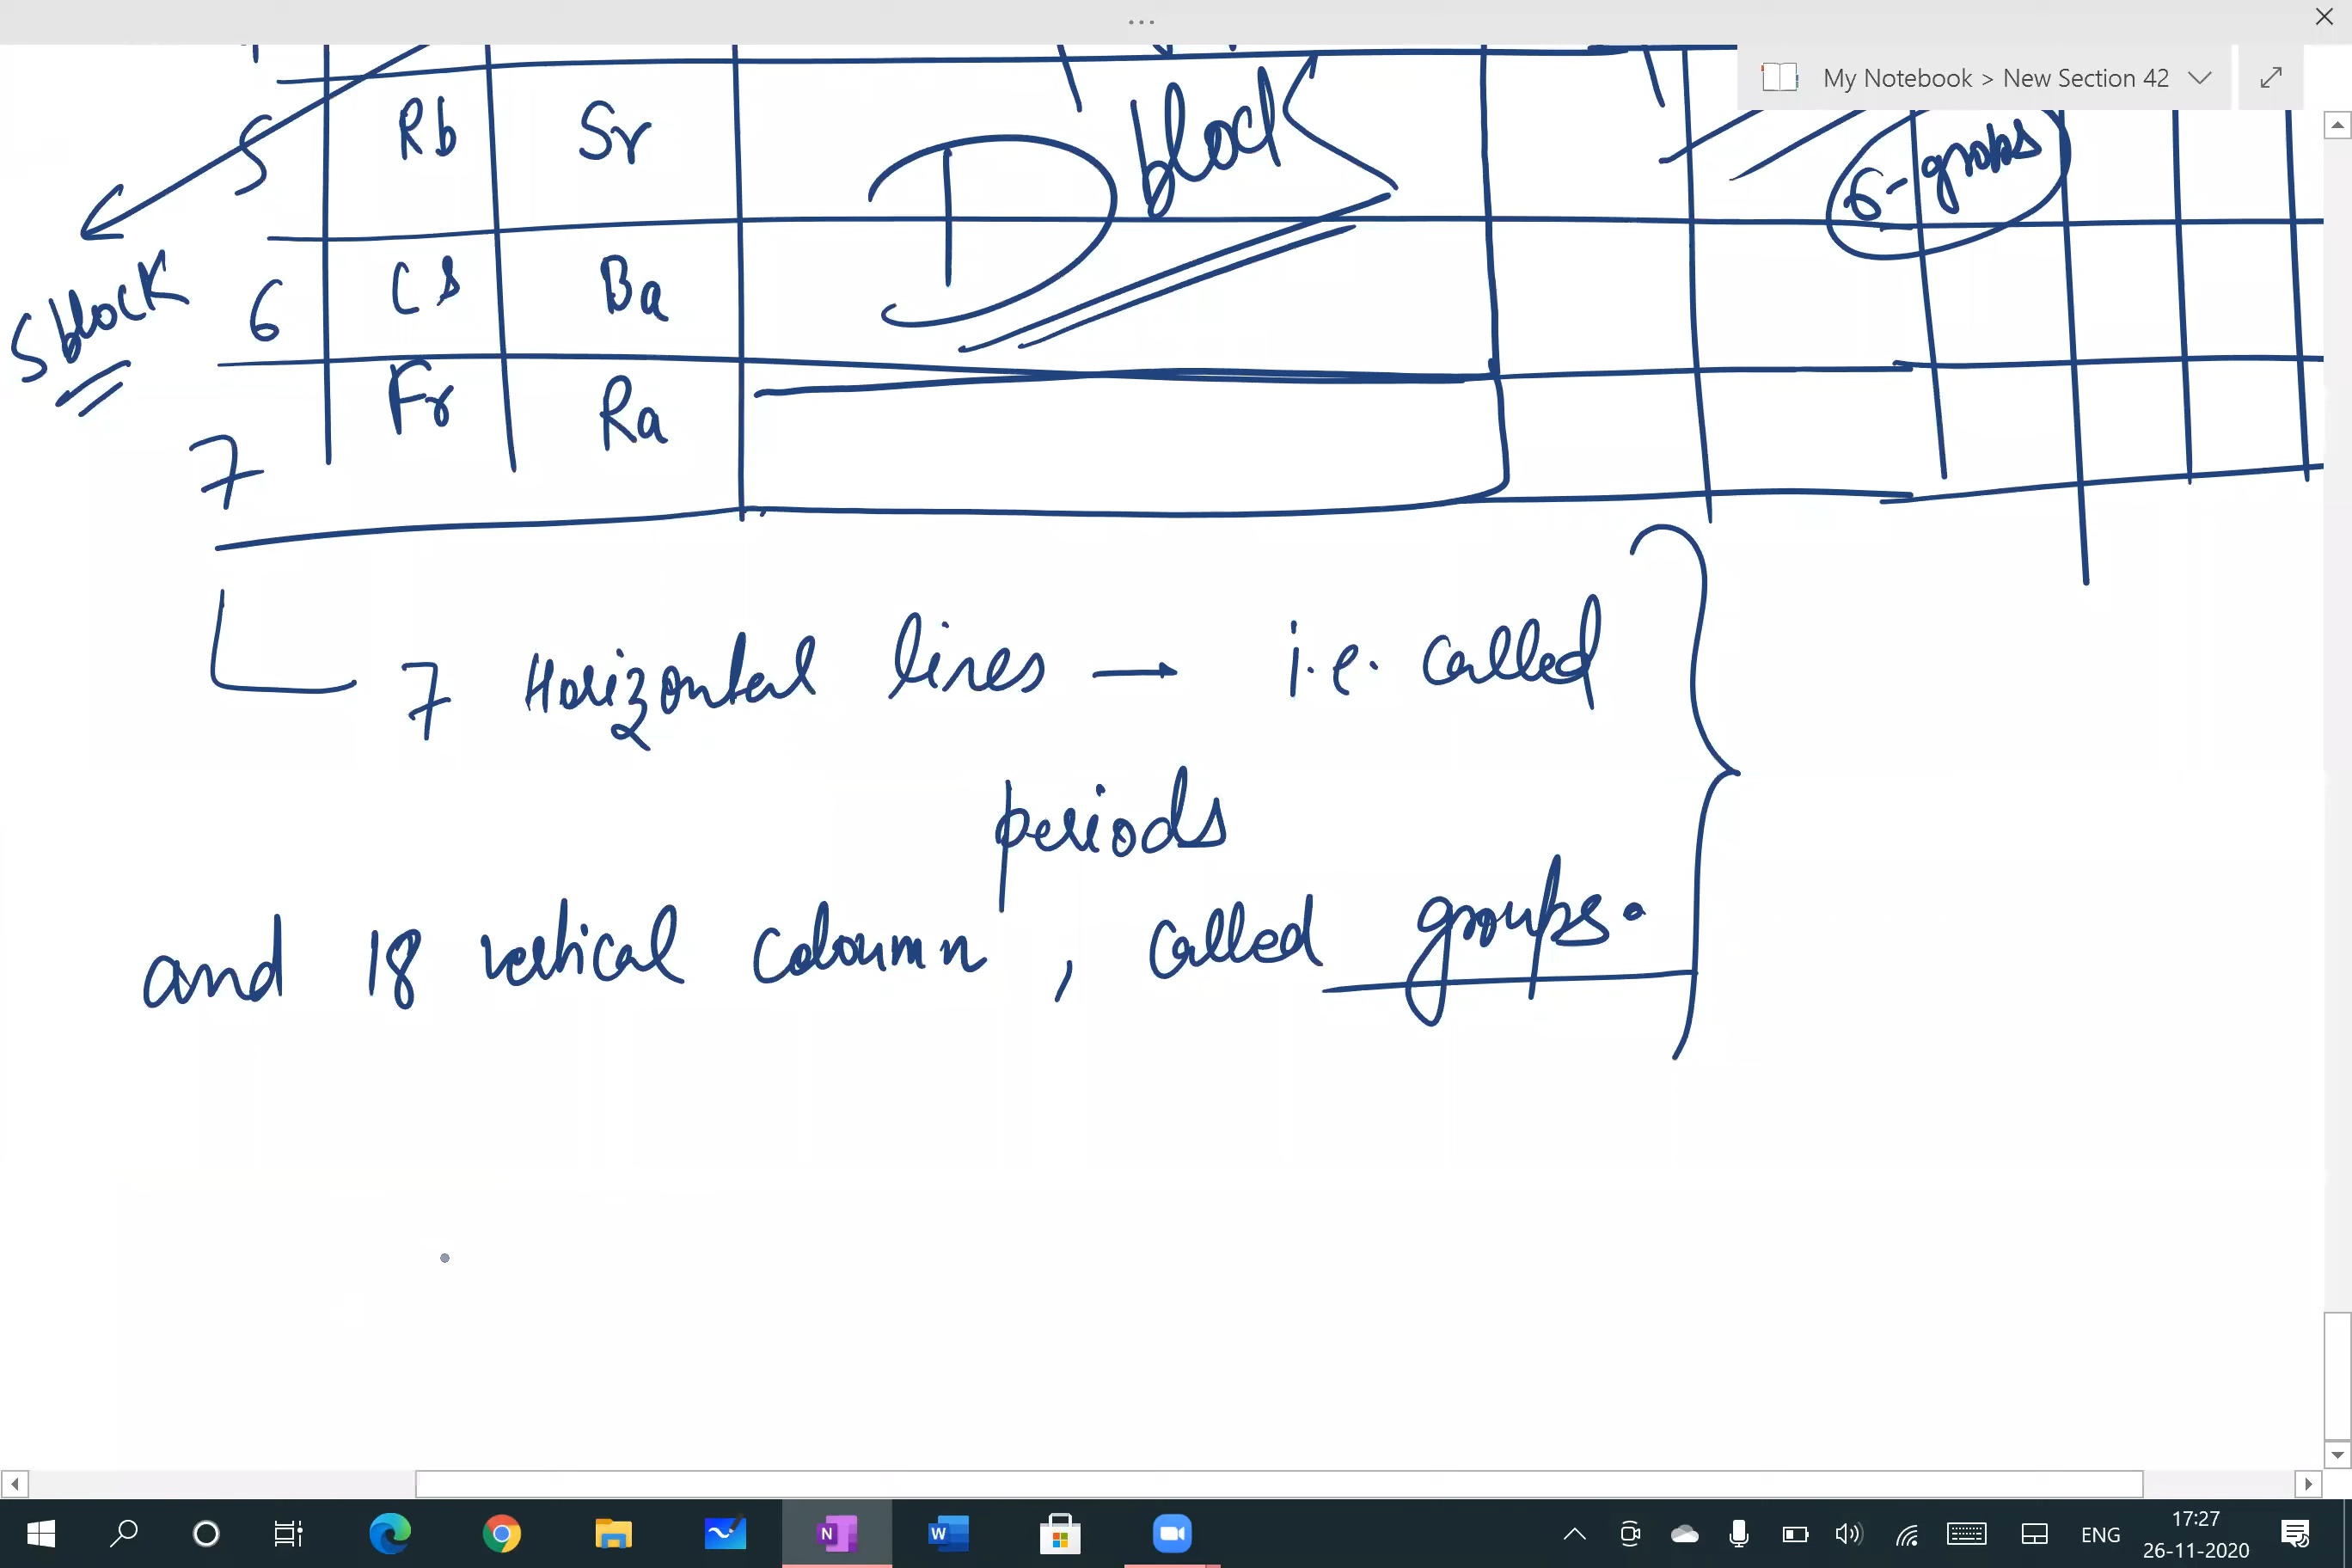 My Notebook > New Section 42
5 Rb Sr D block 6-groups
S block
6 Cs Ba
7 Fr Ra
7 Horizontal lines → i.e. called
periods
and 18 vertical coloumn, called groups.
ENG
17:27
26-11-2020